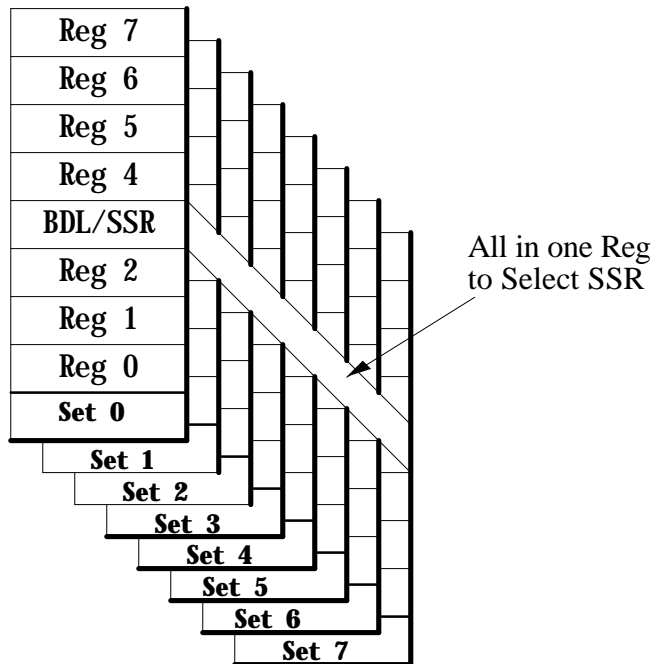 Reg 7
Reg 6
Reg 5
Reg 4
BDL/SSR
Reg 2
Reg 1
Reg 0
Set 0
Set 1
Set 2
Set 3
Set 4
Set 5
Set 6
Set 7
All in one Reg
to Select SSR